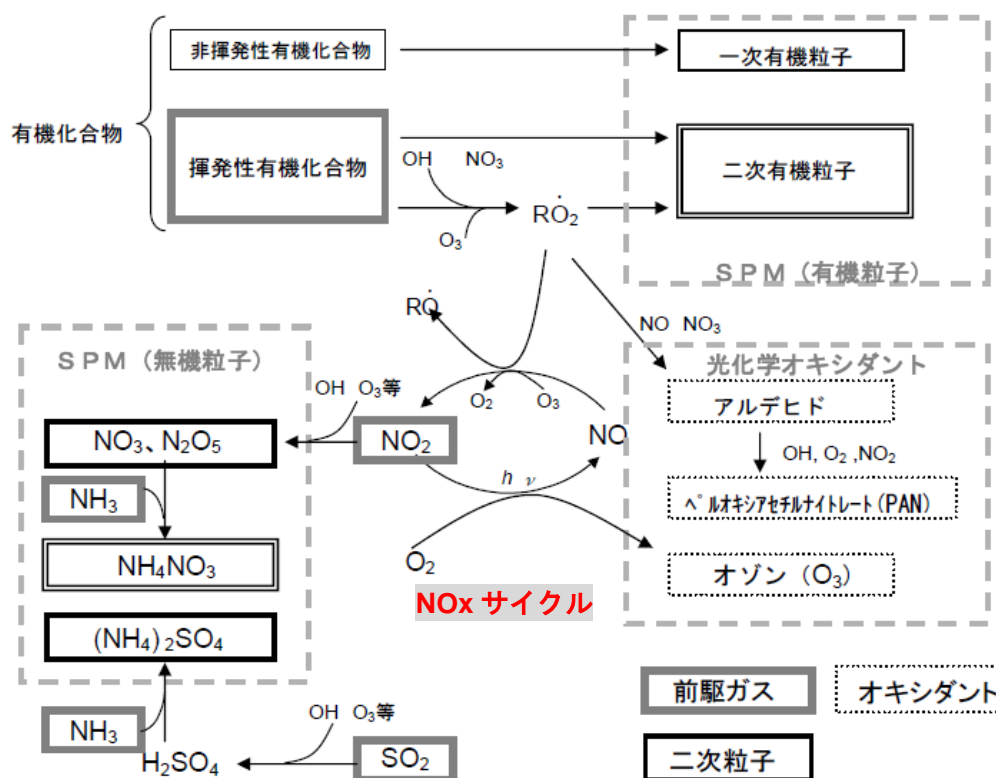 非揮発性有機化合物
一次有機粒子
有機化合物
揮発性有機化合物
OH NO3
O3
RȮ2
二次有機粒子
SPM（有機粒子）
RȮ
NO NO3
SPM（無機粒子）
光化学オキシダント
OH O3等
O2 O3
アルデヒド
NO3、N2O5
NO2
NO
OH, O2 ,NO2
NH3
hν
ペルオキシアセチルナイトレート(PAN)
NH4NO3
O2
オゾン（O3）
NOx サイクル
(NH4)2SO4
前駆ガス
オキシダント
NH3
OH O3等
H2SO4
SO2
二次粒子